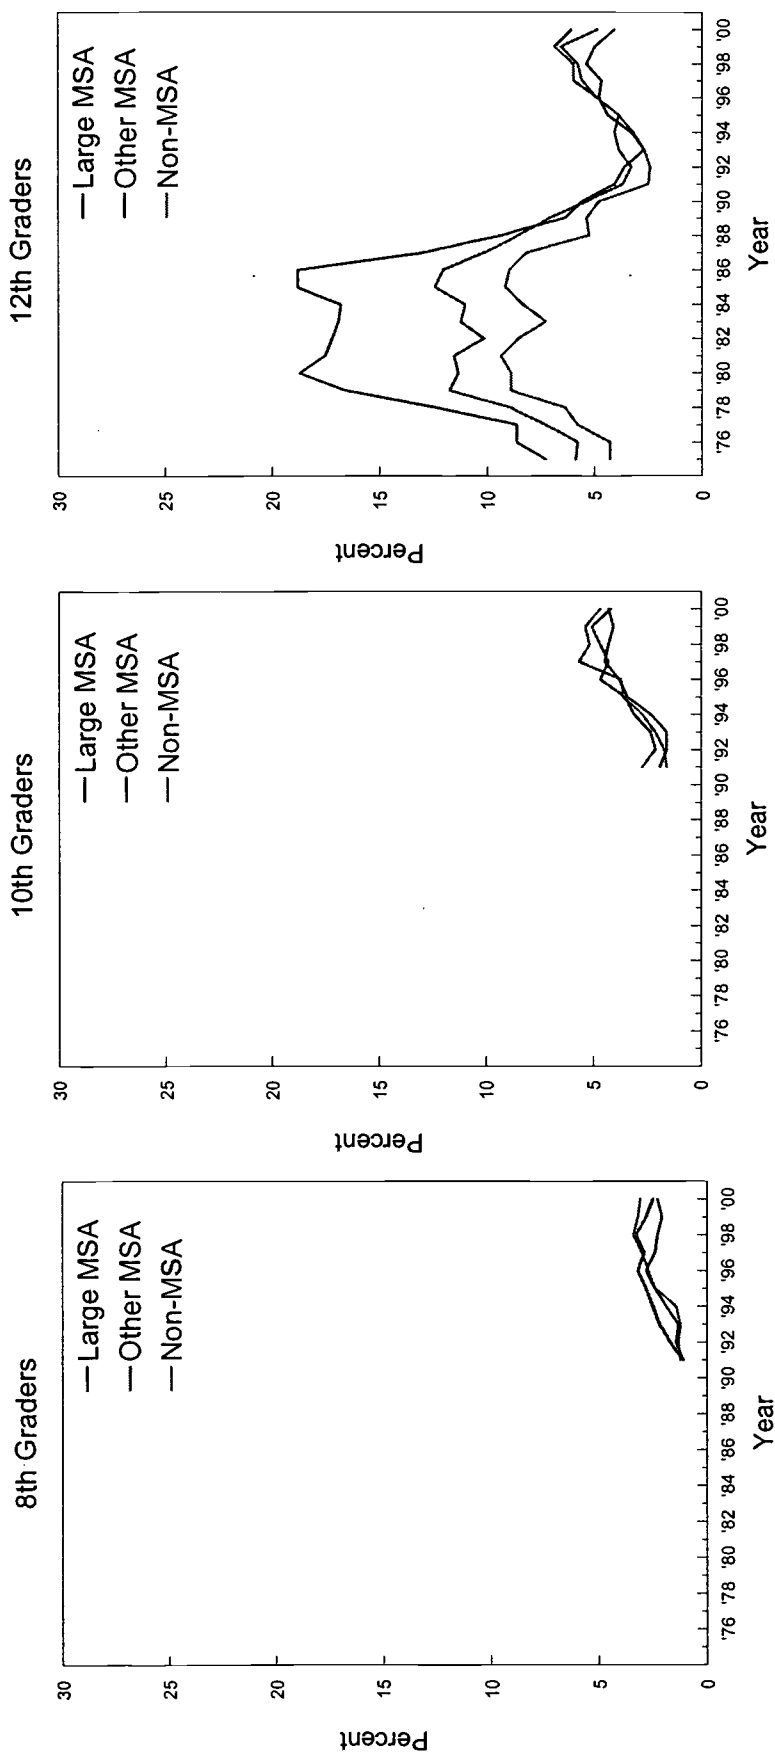 8th Graders
Percent
30
25
20
15
10
5
0
— Large MSA
— Other MSA
— Non-MSA
'76 '78 '80 '82 '84 '86 '88 '90 '92 '94 '96 '98 '00
Year
10th Graders
Percent
30
25
20
15
10
5
0
— Large MSA
— Other MSA
— Non-MSA
'76 '78 '80 '82 '84 '86 '88 '90 '92 '94 '96 '98 '00
Year
12th Graders
Percent
30
25
20
15
10
5
0
— Large MSA
— Other MSA
— Non-MSA
'76 '78 '80 '82 '84 '86 '88 '90 '92 '94 '96 '98 '00
Year